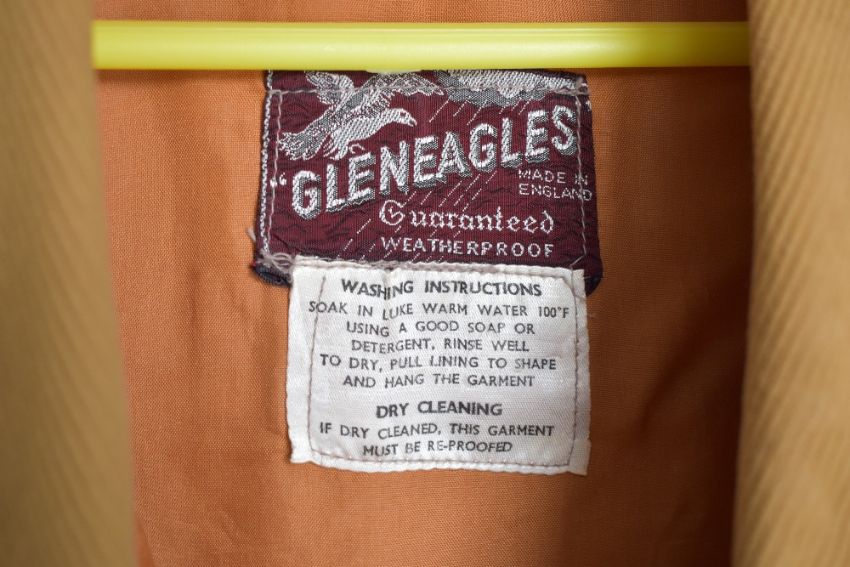 "GLENEAGLES
MADE IN
ENGLAND
Guaranteed
WEATHERPROOF
WASHING INSTRUCTIONS
SOAK IN LUKE WARM WATER 100°F
USING A GOOD SOAP OR
DETERGENT, RINSE WELL
TO DRY, PULL LINING TO SHAPE
AND HANG THE GARMENT
DRY CLEANING
IF DRY CLEANED, THIS GARMENT
MUST BE RE-PROOFED